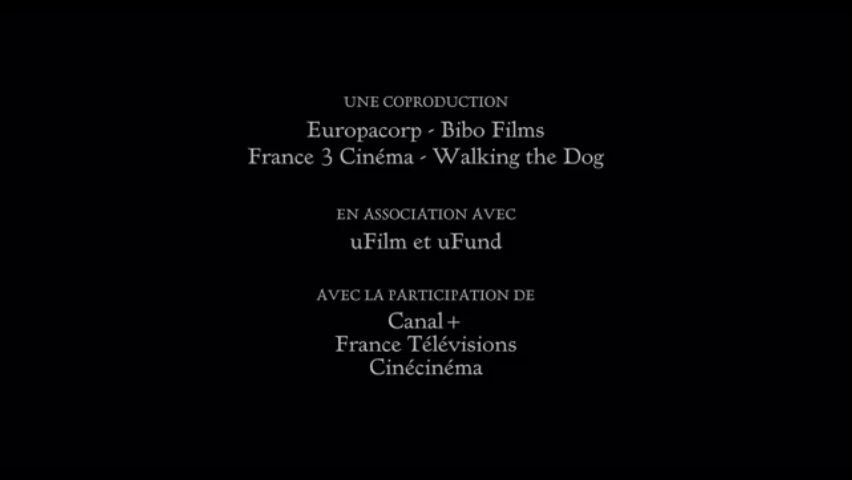 UNE COPRODUCTION
Europacorp - Bibo Films
France 3 Cinéma - Walking the Dog
EN ASSOCIATION AVEC
uFilm et uFund
AVEC LA PARTICIPATION DE
Canal+
France Télévisions
Cinécinéma